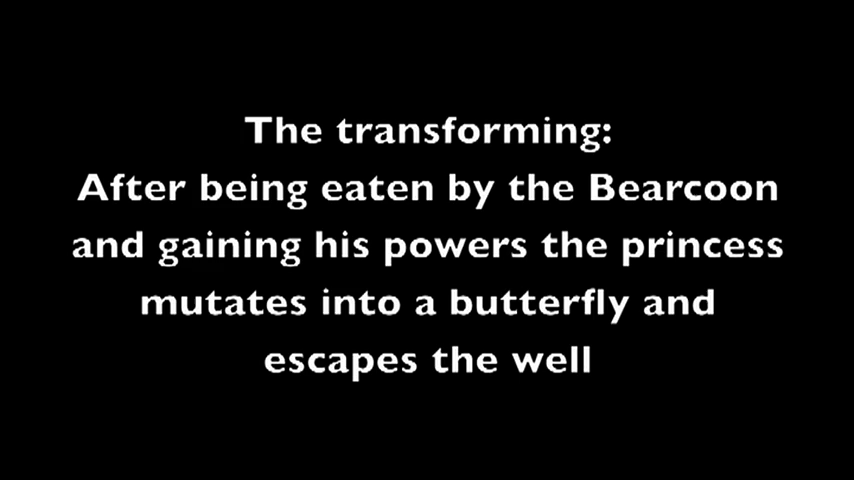 The transforming:
After being eaten by the Bearcoon
and gaining his powers the princess
mutates into a butterfly and
escapes the well